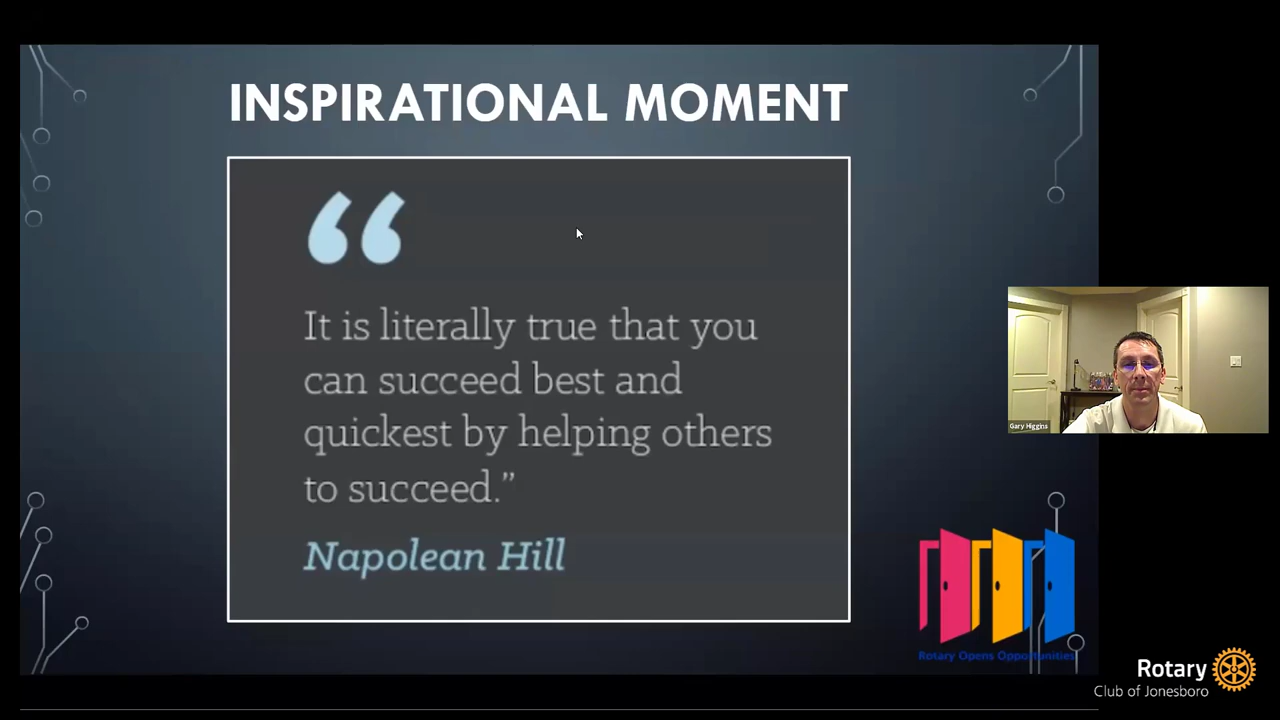 INSPIRATIONAL MOMENT
“
It is literally true that you
can succeed best and
quickest by helping others
to succeed.”
Napolean Hill
Gary Higgins
Rotary Opens Opportunities
Rotary
Club of Jonesboro